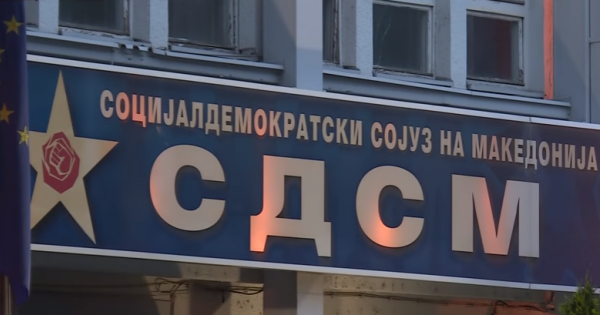 СОЦИЈАЛДЕМОКРАТСКИ СОЈУЗ НА МАКЕДОНИЈА
СДСМ